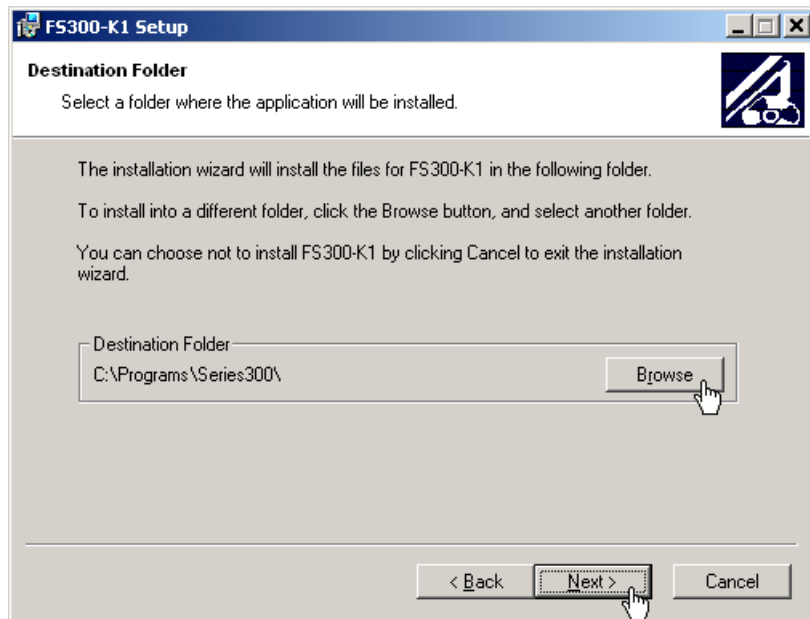 FS300-K1 Setup
Destination Folder
Select a folder where the application will be installed.
The installation wizard will install the files for FS300-K1 in the following folder.
To install into a different folder, click the Browse button, and select another folder.
You can choose not to install FS300-K1 by clicking Cancel to exit the installation
wizard.
Destination Folder
C:\Programs\Series300\
Browse
< Back
Next >
Cancel